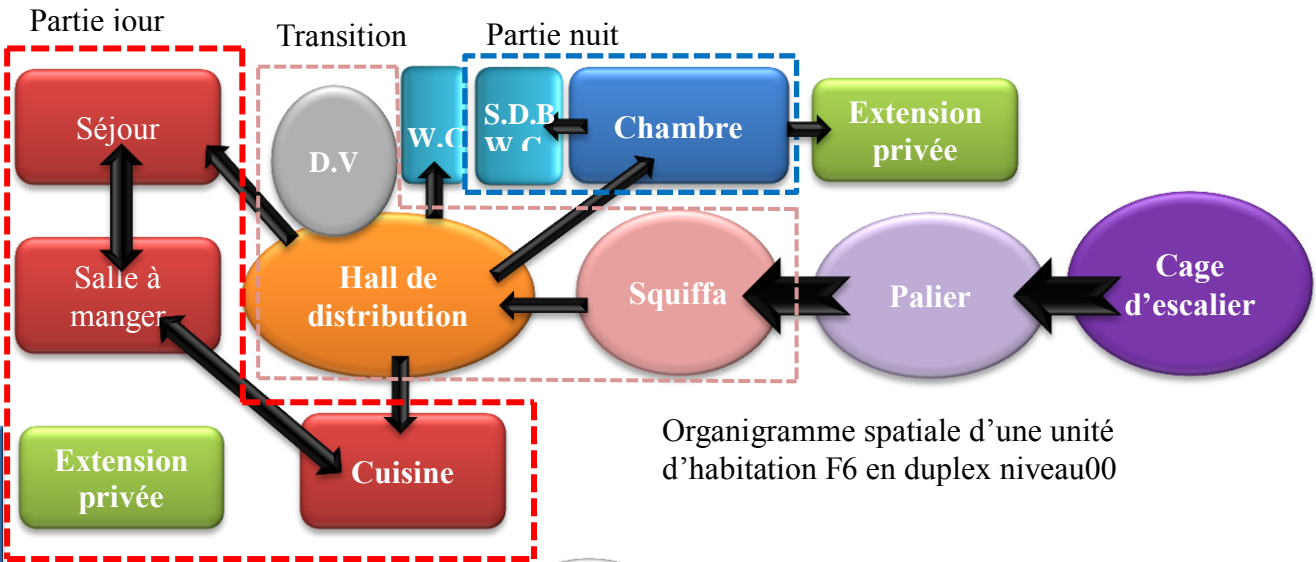 Partie jour
Transition
Partie nuit
Séjour
D.V
W.C
S.D.B
W C
Chambre
Extension
privée
Salle à
manger
Hall de
distribution
Squiffa
Palier
Cage
d’escalier
Extension
privée
Cuisine
Organigramme spatiale d’une unité
d’habitation F6 en duplex niveau00